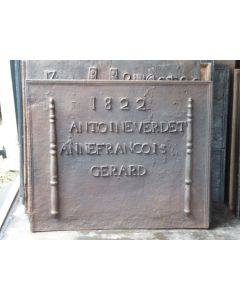 1822
ANTOINEVERDET
ANNEFRANCOIS
GERARD